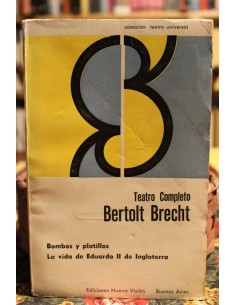 colección teatro universal
Teatro Completo
Bertolt Brecht
Bombos y platillos
La vida de Eduardo II de Inglaterra
Ediciones Nueva Visión Buenos Aires